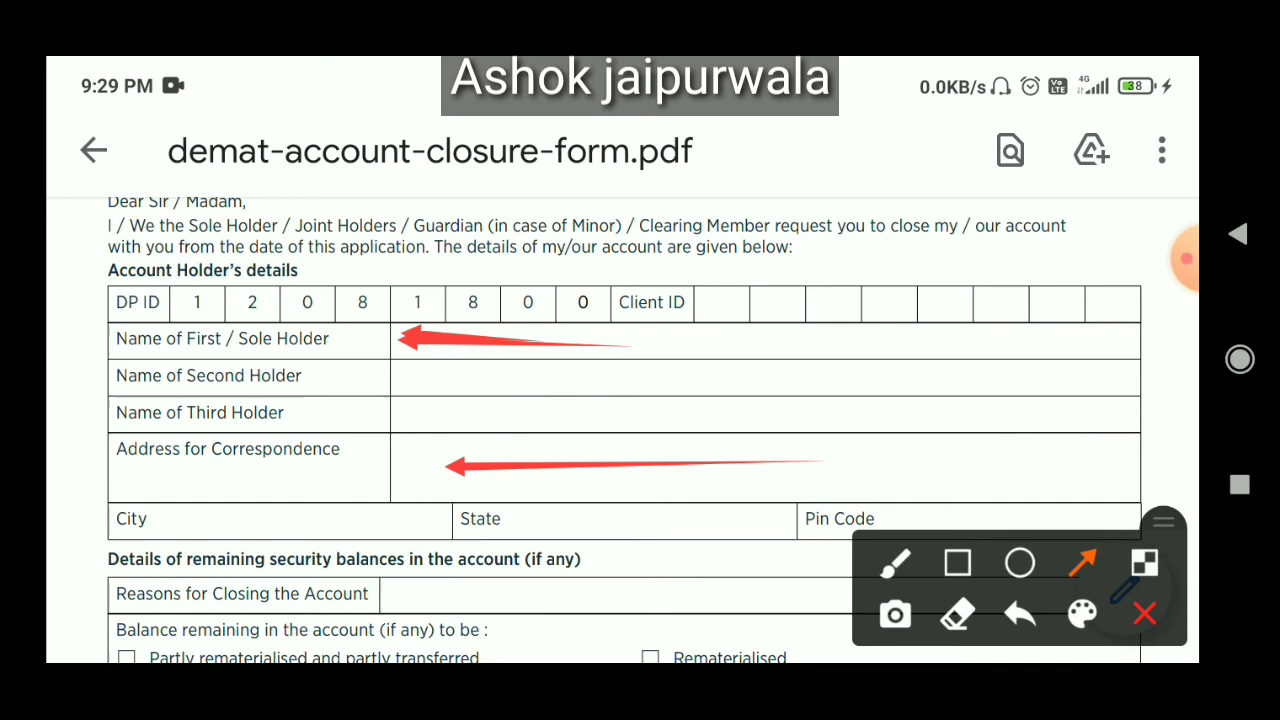 Ashok jaipurwala
9:29 PM
0.0KB/s
Vo LTE
4G
38
demat-account-closure-form.pdf
Dear Sir / Madam,
I / We the Sole Holder / Joint Holders / Guardian (in case of Minor) / Clearing Member request you to close my / our account
with you from the date of this application. The details of my/our account are given below:
Account Holder's details
DP ID 1 2 0 8 1 8 0 0 Client ID
Name of First / Sole Holder
Name of Second Holder
Name of Third Holder
Address for Correspondence
City State Pin Code
Details of remaining security balances in the account (if any)
Reasons for Closing the Account
Balance remaining in the account (if any) to be :
Partly rematerialised and partly transferred Rematerialised